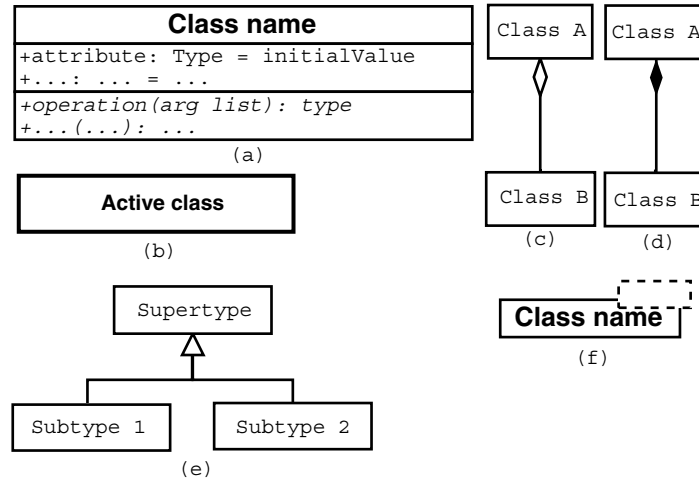 Class name
+attribute: Type = initialValue
+...: ... = ...
+operation(arg list): type
+...(...): ...
(a)
Active class
(b)
Class A
Class B
(c)
Class A
Class B
(d)
Supertype
Subtype 1
Subtype 2
(e)
Class name
(f)